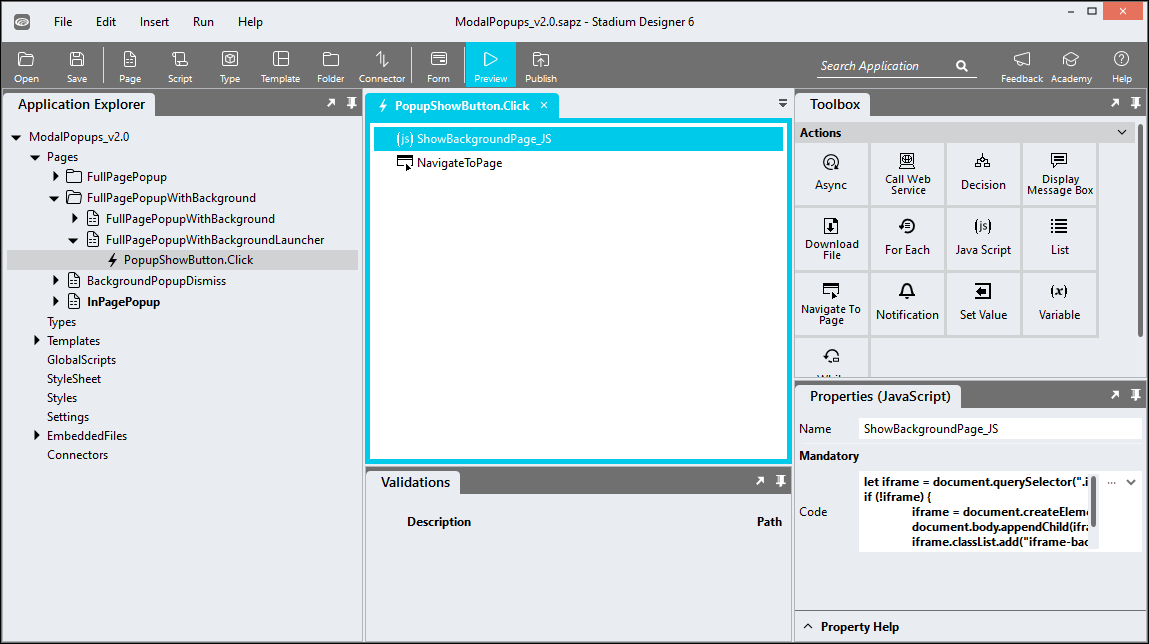 File Edit Insert Run Help ModalPopups_v2.0.sapz - Stadium Designer 6
Open Save Page Script Type Template Folder Connector Form Preview Publish Search Application Feedback Academy Help
Application Explorer
ModalPopups_v2.0
Pages
FullPagePopup
FullPagePopupWithBackground
FullPagePopupWithBackground
FullPagePopupWithBackgroundLauncher
PopupShowButton.Click
BackgroundPopupDismiss
InPagePopup
Types
Templates
GlobalScripts
StyleSheet
Styles
Settings
EmbeddedFiles
Connectors
PopupShowButton.Click ×
(js) ShowBackgroundPage_JS
NavigateToPage
Validations
Description Path
Toolbox
Actions
Async
Call Web
Service
Decision
Display
Message Box
Download
File
For Each
(js)
Java Script
List
Navigate To
Page
Notification
Set Value
(x)
Variable
Properties (JavaScript)
Name ShowBackgroundPage_JS
Mandatory
Code
let iframe = document.querySelector(".i
if (!iframe) {
iframe = document.createEleme
document.body.appendChild(ifra
iframe.classList.add("iframe-bac
...
Property Help